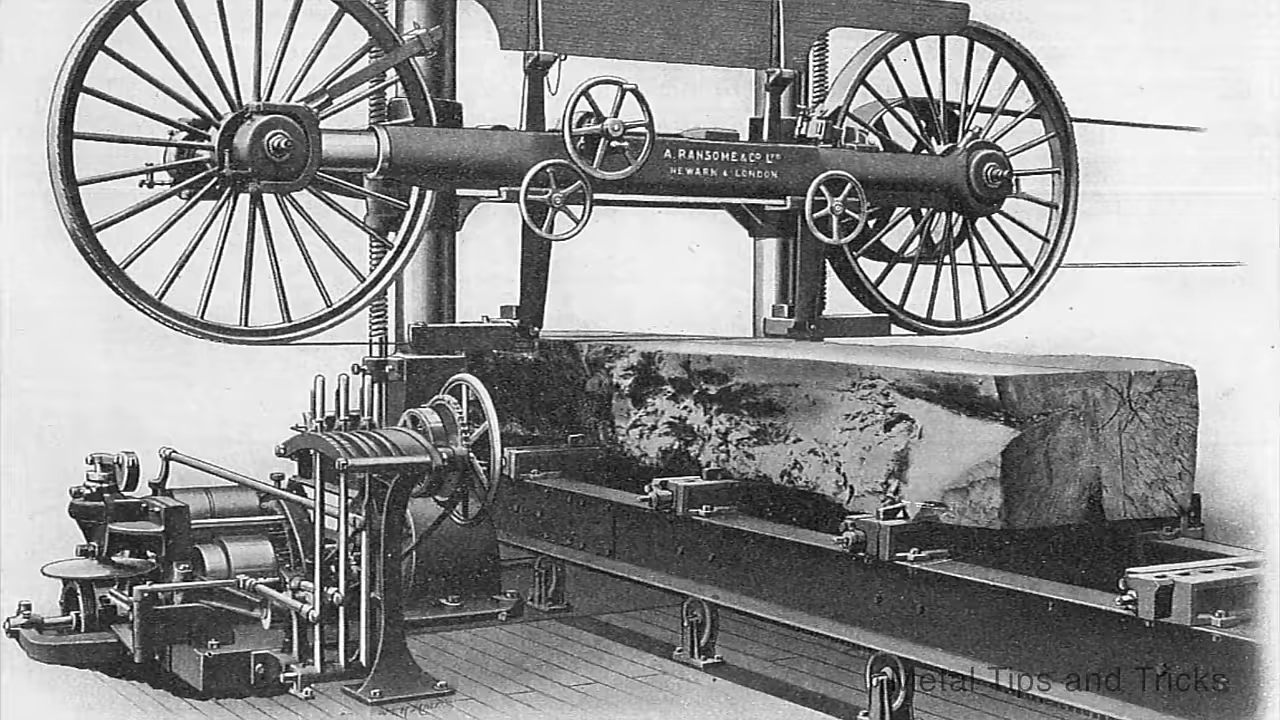 A. RANSOME & Cº Lᵀᴰ
NEWARK & LONDON
Metal Tips and Tricks